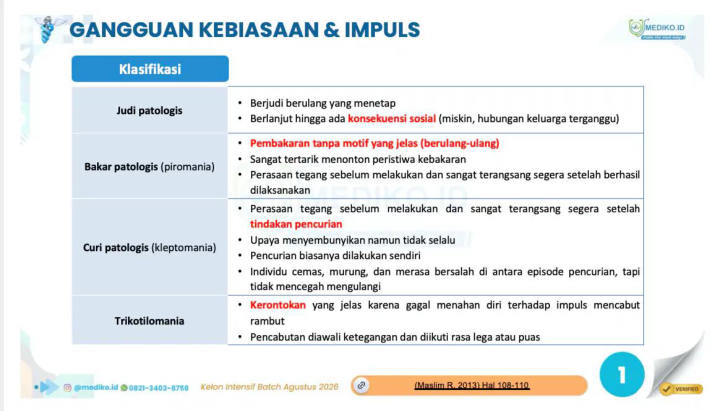 GANGGUAN KEBIASAAN & IMPULS
MEDIKO.ID
Klasifikasi
Judi patologis
• Berjudi berulang yang menetap
• Berlanjut hingga ada konsekuensi sosial (miskin, hubungan keluarga terganggu)
Bakar patologis (piromania)
• Pembakaran tanpa motif yang jelas (berulang-ulang)
• Sangat tertarik menonton peristiwa kebakaran
• Perasaan tegang sebelum melakukan dan sangat terangsang segera setelah berhasil
dilaksanakan
Curi patologis (kleptomania)
• Perasaan tegang sebelum melakukan dan sangat terangsang segera setelah
tindakan pencurian
• Upaya menyembunyikan namun tidak selalu
• Pencurian biasanya dilakukan sendiri
• Individu cemas, murung, dan merasa bersalah di antara episode pencurian, tapi
tidak mencegah mengulangi
Trikotilomania
• Kerontokan yang jelas karena gagal menahan diri terhadap impuls mencabut
rambut
• Pencabutan diawali ketegangan dan diikuti rasa lega atau puas
MEDIKO.ID
@mediko.id 0821-3403-8758 Kelon Intensif Batch Agustus 2026
(Maslim R, 2013) Hal 108-110
1
VERIFIED